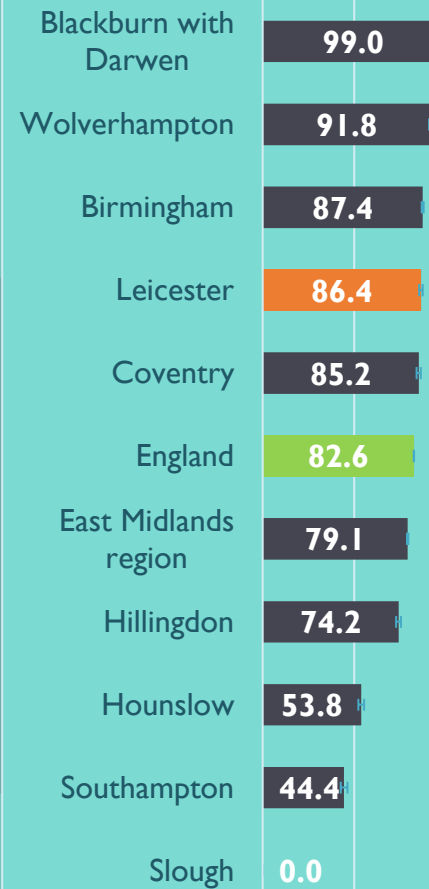 Blackburn with
Darwen
99.0
Wolverhampton
91.8
Birmingham
87.4
Leicester
86.4
Coventry
85.2
England
82.6
East Midlands
region
79.1
Hillingdon
74.2
Hounslow
53.8
Southampton
44.4
Slough
0.0